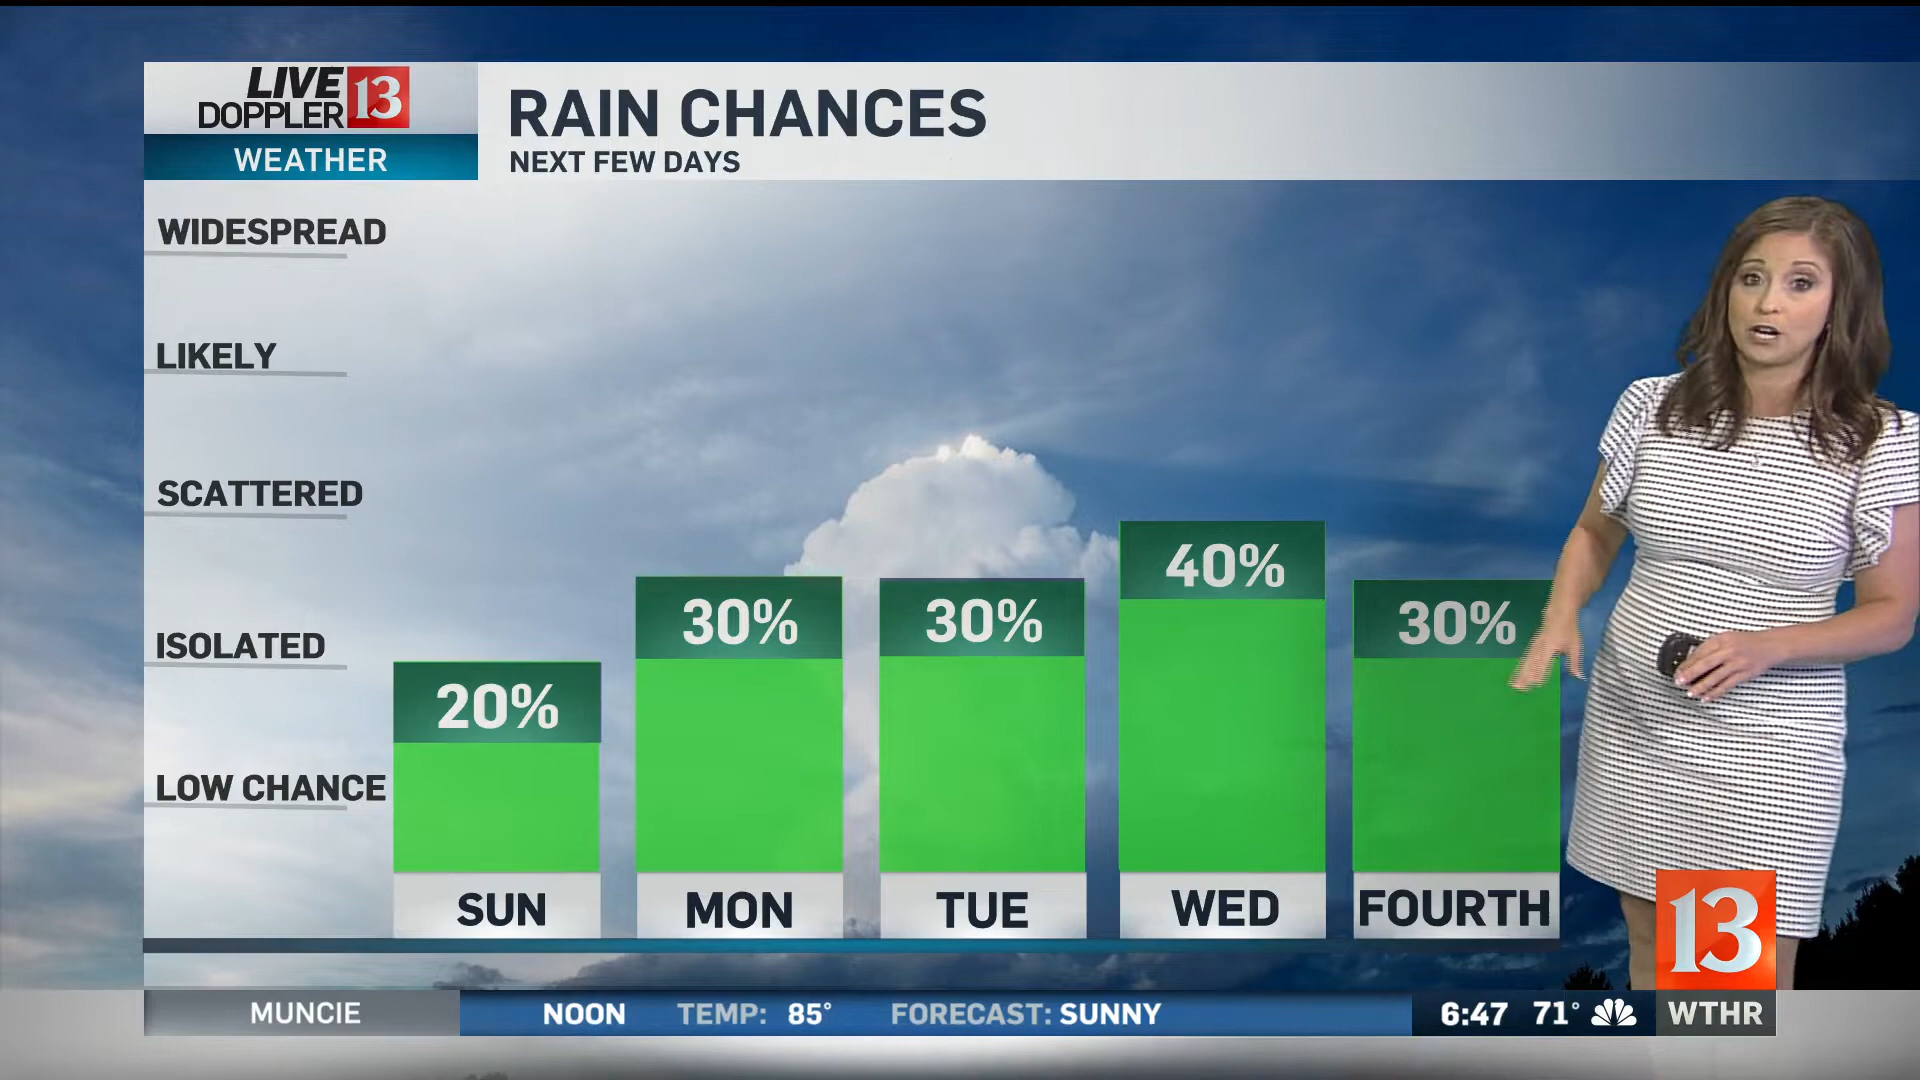 LIVE
DOPPLER 13
WEATHER
RAIN CHANCES
NEXT FEW DAYS
WIDESPREAD
LIKELY
SCATTERED
ISOLATED
LOW CHANCE
20%
30%
30%
40%
30%
SUN
MON
TUE
WED
FOURTH
13
MUNCIE
NOON TEMP: 85° FORECAST: SUNNY
6:47 71°
WTHR